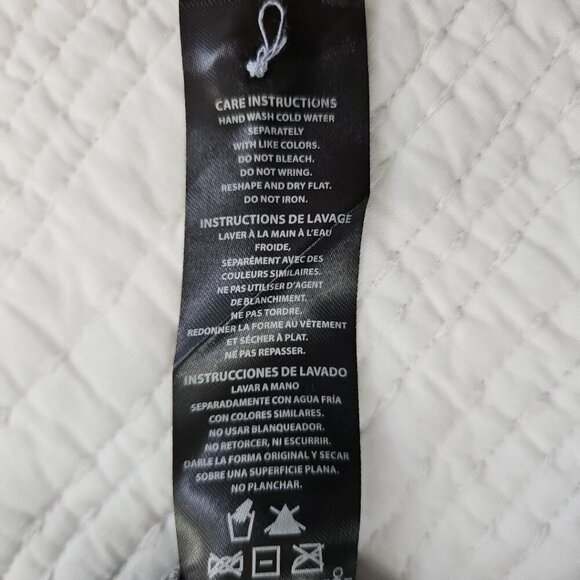 CARE INSTRUCTIONS
HAND WASH COLD WATER
SEPARATELY
WITH LIKE COLORS.
DO NOT BLEACH.
DO NOT WRING.
RESHAPE AND DRY FLAT.
DO NOT IRON.
INSTRUCTIONS DE LAVAGE
LAVER À LA MAIN À L'EAU
FROIDE,
SÉPARÉMENT AVEC DES
COULEURS SIMILAIRES.
NE PAS UTILISER D'AGENT
DE BLANCHIMENT.
NE PAS TORDRE.
REDONNER LA FORME AU VÊTEMENT
ET SÉCHER À PLAT.
NE PAS REPASSER.
INSTRUCCIONES DE LAVADO
LAVAR A MANO
SEPARADAMENTE CON AGUA FRÍA
CON COLORES SIMILARES.
NO USAR BLANQUEADOR.
NO RETORCER, NI ESCURRIR.
DARLE LA FORMA ORIGINAL Y SECAR
SOBRE UNA SUPERFICIE PLANA.
NO PLANCHAR.